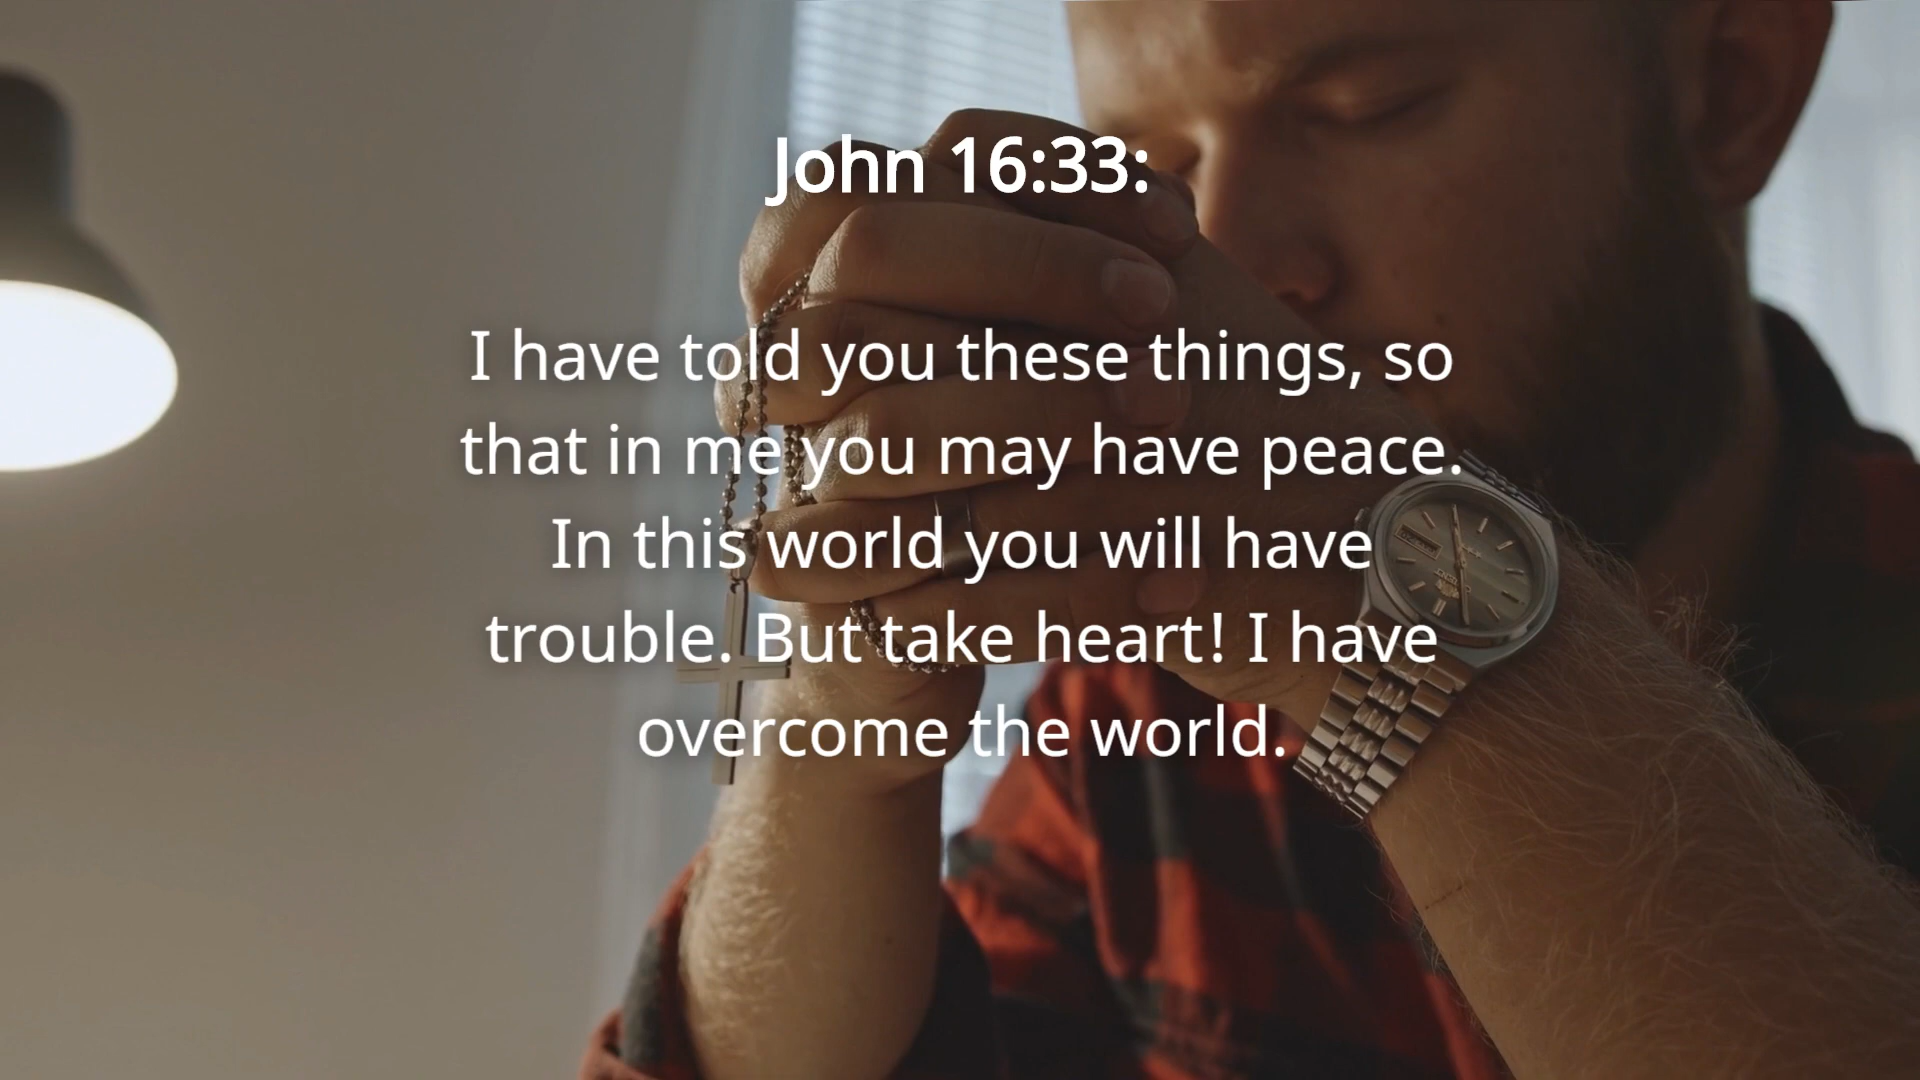 John 16:33:
I have told you these things, so
that in me you may have peace.
In this world you will have
trouble. But take heart! I have
overcome the world.